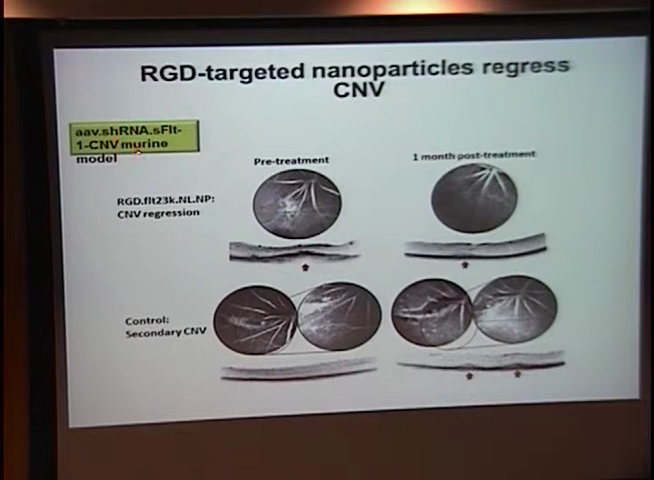 RGD-targeted nanoparticles regress
CNV
aav.shRNA.sFlt-
1-CNV murine
model
Pre-treatment
1 month post-treatment
RGD.flt23k.NL.NP:
CNV regression
Control:
Secondary CNV